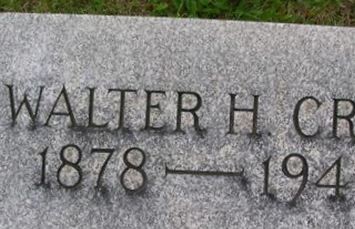 WALTER H. CR
1878 — 194